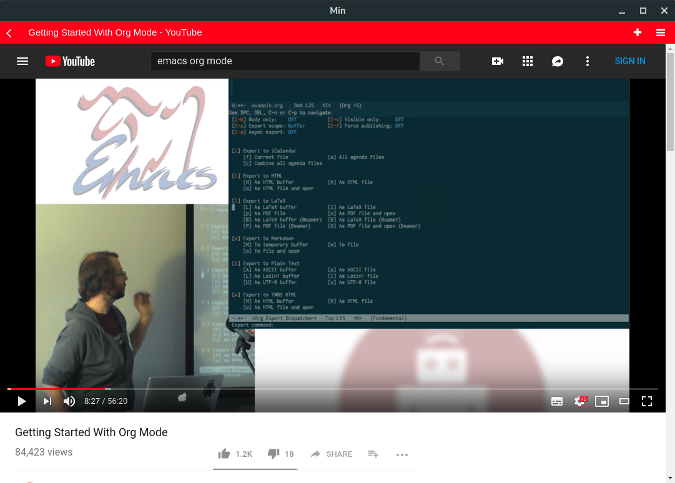 Min
Getting Started With Org Mode - YouTube
YouTube
emacs org mode
SIGN IN
Emacs
U:**-  example.org    Bot L15   <I>   (Org +3)
Use SPC, DEL, C-n or C-p to navigate.
[C-b] Body only:    Off    [C-v] Visible only:    Off
[C-s] Export scope: Buffer    [C-f] Force publishing: Off
[C-a] Async export: Off
[c] Export to iCalendar
[f] Current file    [a] All agenda files
[c] Combine all agenda files
[h] Export to HTML
[H] As HTML buffer    [h] As HTML file
[o] As HTML file and open
[l] Export to LaTeX
[L] As LaTeX buffer    [l] As LaTeX file
[p] As PDF file    [o] As PDF file and open
[B] As LaTeX buffer (Beamer)    [b] As LaTeX file (Beamer)
[P] As PDF file (Beamer)    [O] As PDF file and open (Beamer)
[m] Export to Markdown
[M] To temporary buffer    [m] To file
[o] To file and open
[t] Export to Plain Text
[A] As ASCII buffer    [a] As ASCII file
[L] As Latin1 buffer    [l] As Latin1 file
[U] As UTF-8 buffer    [u] As UTF-8 file
[w] Export to TWBS HTML
[H] As HTML buffer    [h] As HTML file
[o] As HTML file and open
-:**-  *Org Export Dispatcher*   Top L15   <N>   (Fundamental)
Export command:
8:27 / 56:20
Getting Started With Org Mode
84,423 views
1.2K
18
SHARE